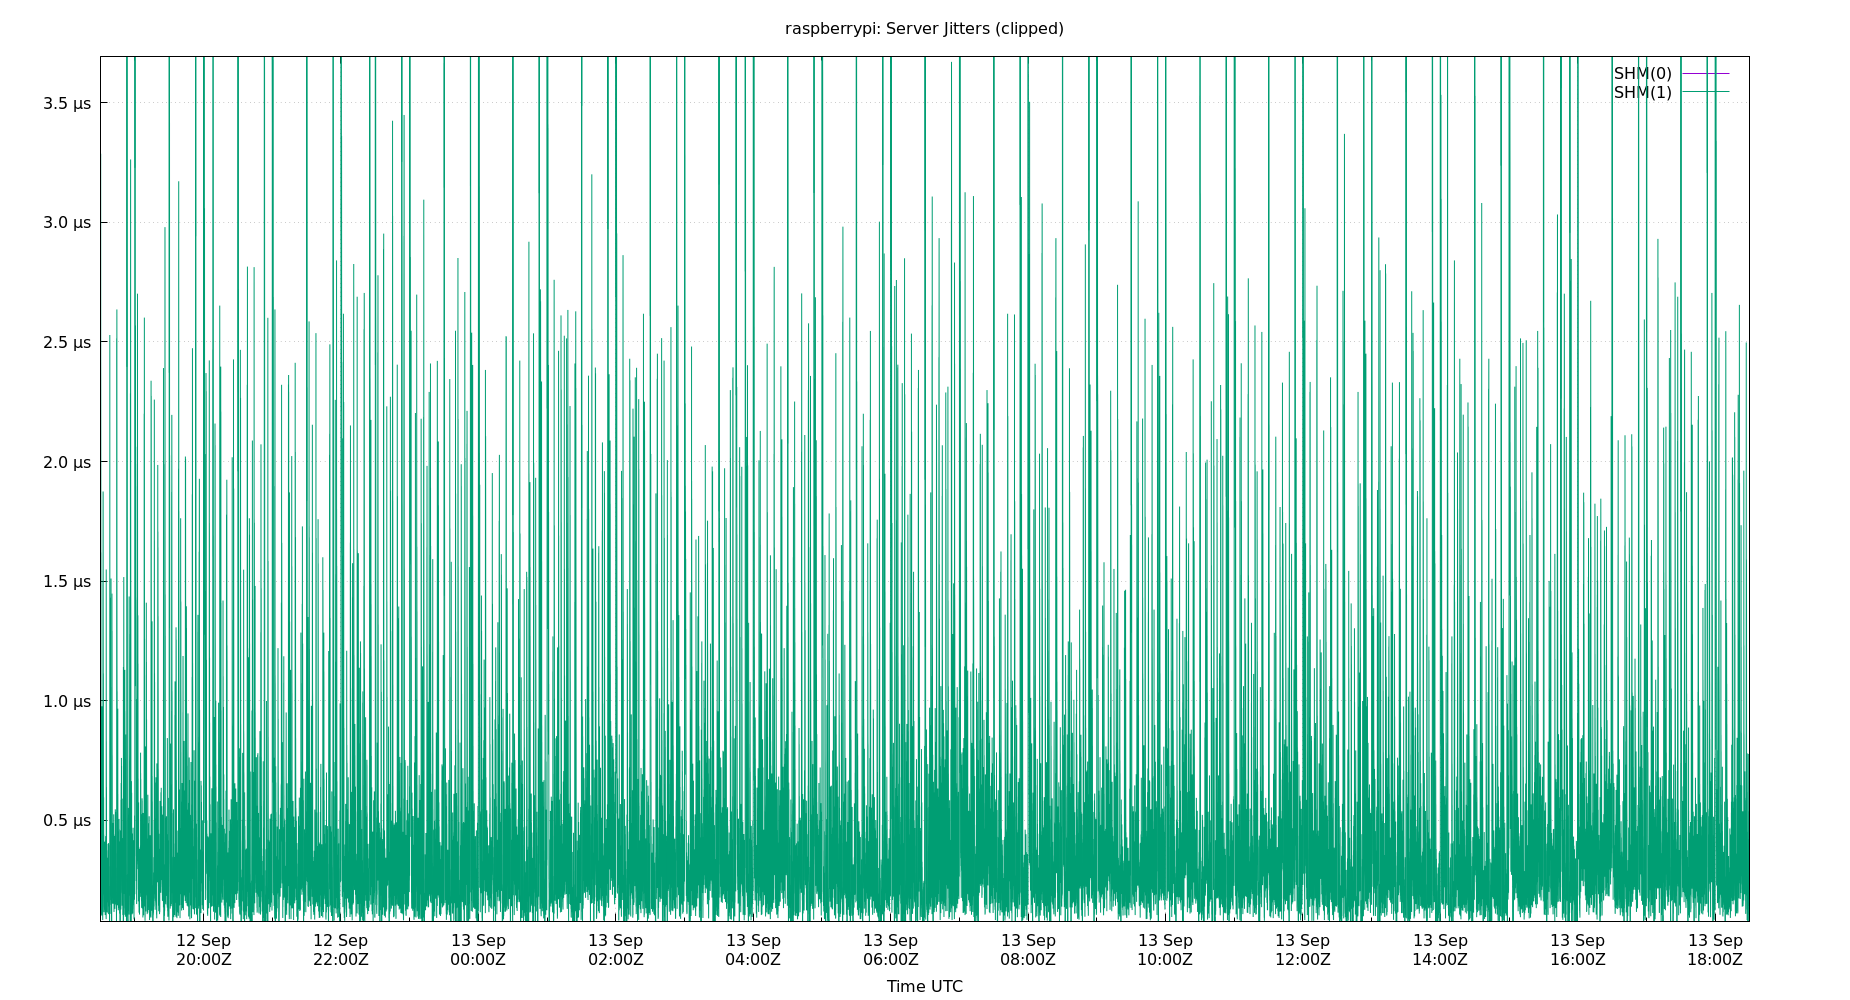 raspberrypi: Server Jitters (clipped)
SHM(0)
SHM(1)
3.5 µs
3.0 µs
2.5 µs
2.0 µs
1.5 µs
1.0 µs
0.5 µs
12 Sep 12 Sep 13 Sep 13 Sep 13 Sep 13 Sep 13 Sep 13 Sep 13 Sep 13 Sep 13 Sep 13 Sep
20:00Z 22:00Z 00:00Z 02:00Z 04:00Z 06:00Z 08:00Z 10:00Z 12:00Z 14:00Z 16:00Z 18:00Z
Time UTC